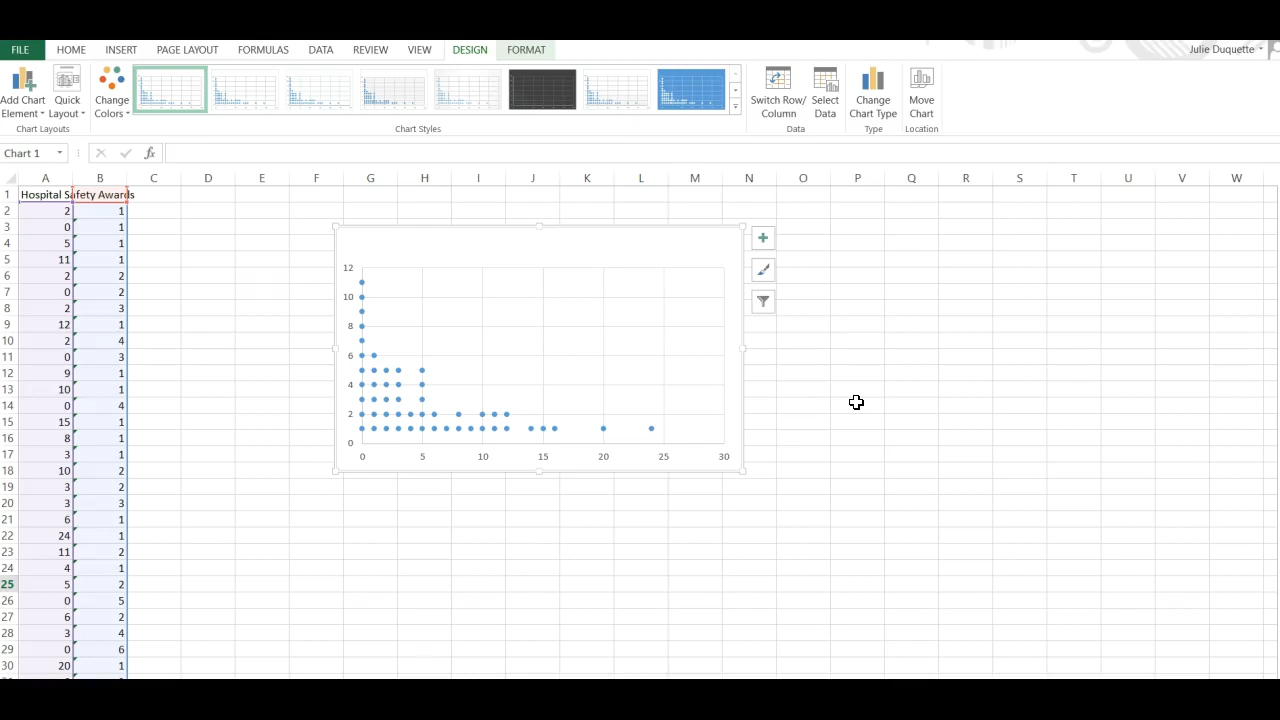 FILE HOME INSERT PAGE LAYOUT FORMULAS DATA REVIEW VIEW DESIGN FORMAT Julie Duquette
Add Chart Element
Quick Layout
Change Colors
Switch Row/ Column
Select Data
Change Chart Type
Move Chart
Chart Layouts Chart Styles Data Type Location
Chart 1 fx
A B C D E F G H I J K L M N O P Q R S T U V W
1 Hospital Safety Awards
2 2 1
3 0 1
4 5 1
5 11 1
6 2 2
7 0 2
8 2 3
9 12 1
10 2 4
11 0 3
12 9 1
13 10 1
14 0 4
15 15 1
16 8 1
17 3 1
18 10 2
19 3 2
20 3 3
21 6 1
22 24 1
23 11 2
24 4 1
25 5 2
26 0 5
27 6 2
28 3 4
29 0 6
30 20 1
12
10
8
6
4
2
0
0 5 10 15 20 25 30